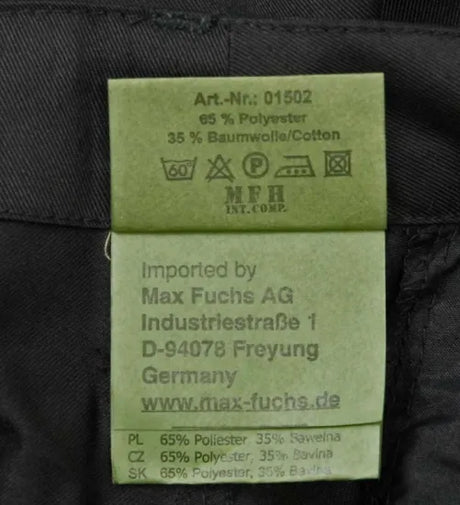 Art.-Nr.: 01502
65 % Polyester
35 % Baumwolle/Cotton
60° P
MFH
INT.COMP.
Imported by
Max Fuchs AG
Industriestraße 1
D-94078 Freyung
Germany
www.max-fuchs.de
PL 65% Poliester, 35% Bawełna
CZ 65% Polyester, 35% Bavlna
SK 65% Polyester, 35% Bavlna